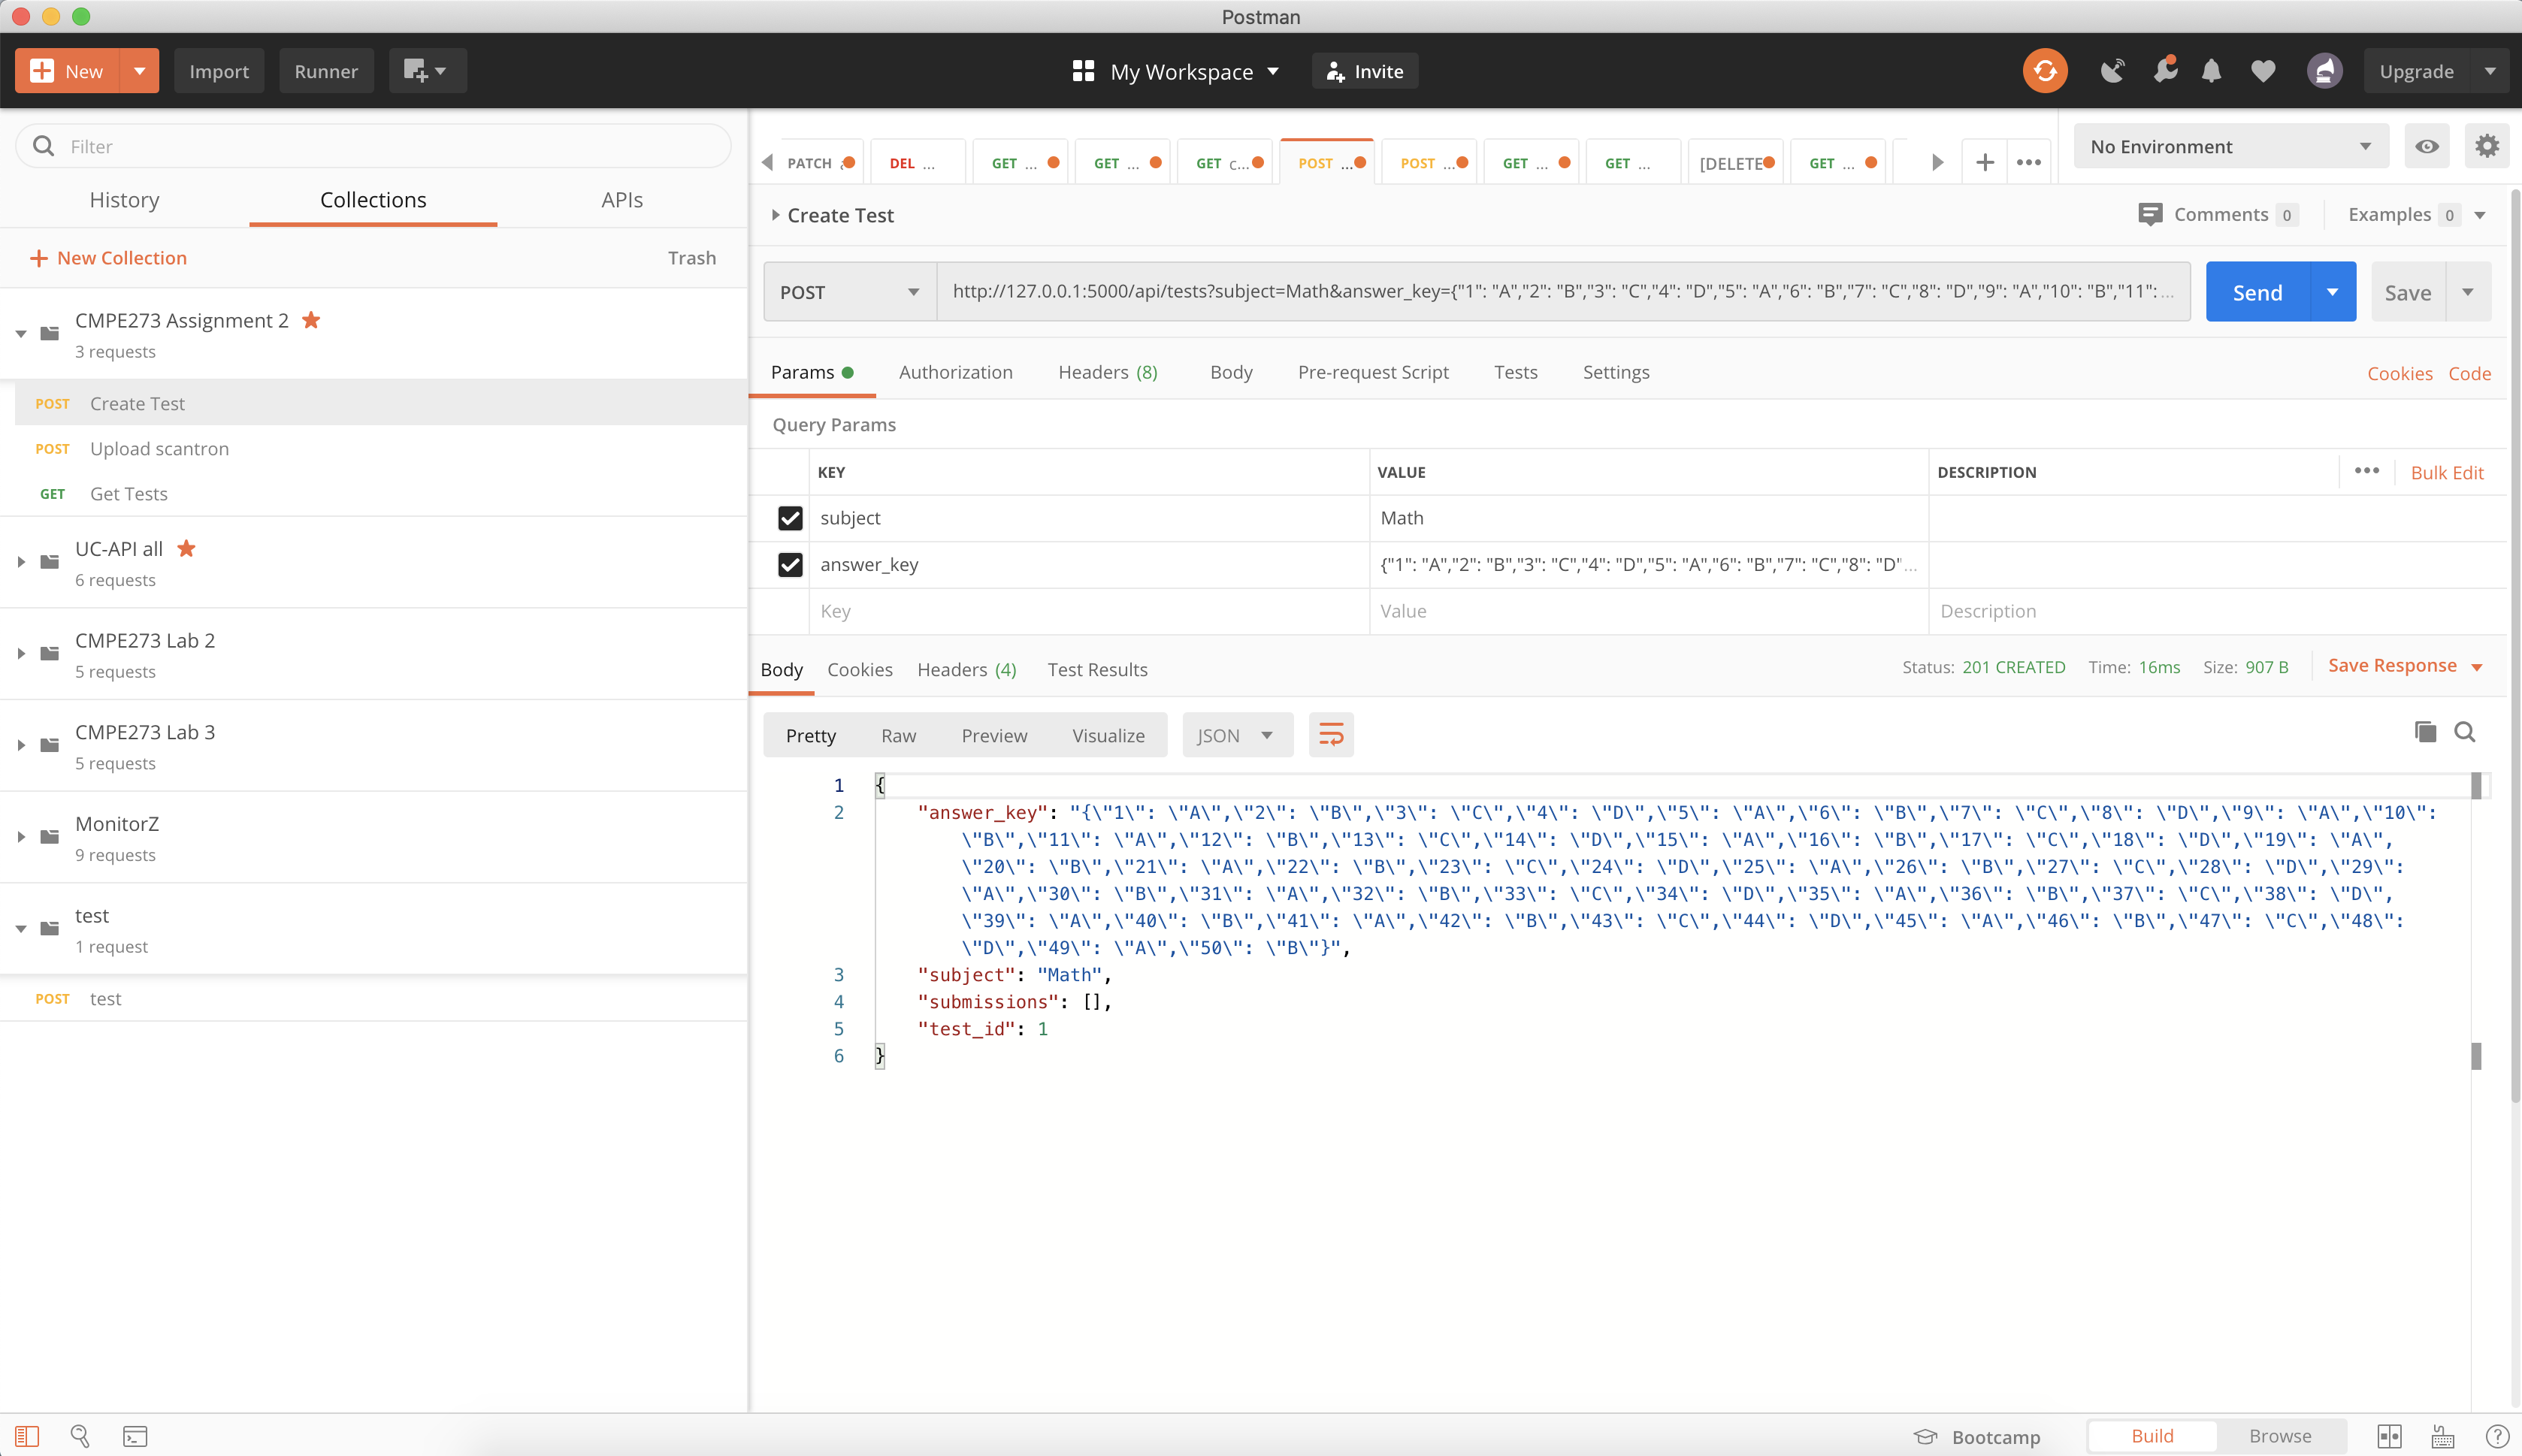 Postman
New
Import
Runner
My Workspace
Invite
Upgrade
Filter
History
Collections
APIs
New Collection
Trash
CMPE273 Assignment 2
3 requests
POST Create Test
POST Upload scantron
GET Get Tests
UC-API all
6 requests
CMPE273 Lab 2
5 requests
CMPE273 Lab 3
5 requests
MonitorZ
9 requests
test
1 request
POST test
PATCH
DEL ...
GET ...
GET ...
GET c...
POST ...
POST ...
GET ...
GET ...
[DELETE
GET ...
No Environment
Create Test
Comments 0
Examples 0
POST
http://127.0.0.1:5000/api/tests?subject=Math&answer_key={"1": "A","2": "B","3": "C","4": "D","5": "A","6": "B","7": "C","8": "D","9": "A","10": "B","11": ...
Send
Save
Params
Authorization
Headers (8)
Body
Pre-request Script
Tests
Settings
Cookies
Code
Query Params
KEY VALUE DESCRIPTION
Bulk Edit
subject Math
answer_key {"1": "A","2": "B","3": "C","4": "D","5": "A","6": "B","7": "C","8": "D"...
Key Value Description
Body
Cookies
Headers (4)
Test Results
Status: 201 CREATED
Time: 16ms
Size: 907 B
Save Response
Pretty
Raw
Preview
Visualize
JSON
1 {
2 "answer_key": "{\"1\": \"A\",\"2\": \"B\",\"3\": \"C\",\"4\": \"D\",\"5\": \"A\",\"6\": \"B\",\"7\": \"C\",\"8\": \"D\",\"9\": \"A\",\"10\":
\"B\",\"11\": \"A\",\"12\": \"B\",\"13\": \"C\",\"14\": \"D\",\"15\": \"A\",\"16\": \"B\",\"17\": \"C\",\"18\": \"D\",\"19\": \"A\",
\"20\": \"B\",\"21\": \"A\",\"22\": \"B\",\"23\": \"C\",\"24\": \"D\",\"25\": \"A\",\"26\": \"B\",\"27\": \"C\",\"28\": \"D\",\"29\":
\"A\",\"30\": \"B\",\"31\": \"A\",\"32\": \"B\",\"33\": \"C\",\"34\": \"D\",\"35\": \"A\",\"36\": \"B\",\"37\": \"C\",\"38\": \"D\",
\"39\": \"A\",\"40\": \"B\",\"41\": \"A\",\"42\": \"B\",\"43\": \"C\",\"44\": \"D\",\"45\": \"A\",\"46\": \"B\",\"47\": \"C\",\"48\":
\"D\",\"49\": \"A\",\"50\": \"B\"}",
3 "subject": "Math",
4 "submissions": [],
5 "test_id": 1
6 }
Bootcamp
Build
Browse